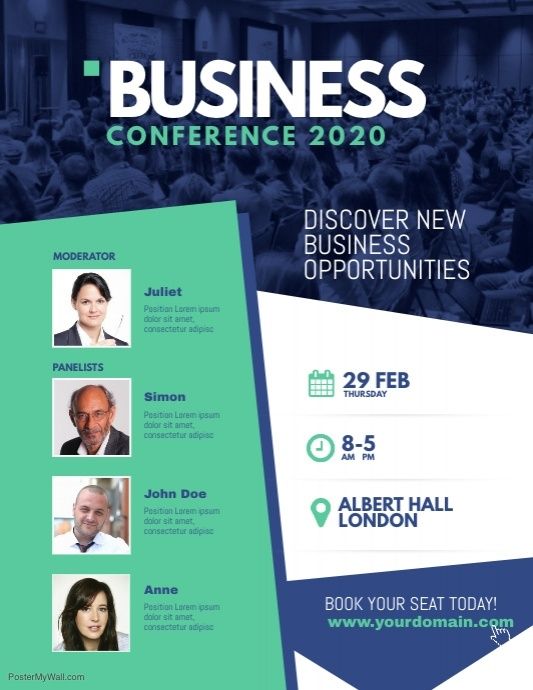 BUSINESS
CONFERENCE 2020
DISCOVER NEW
BUSINESS
OPPORTUNITIES
MODERATOR
Juliet
Position Lorem ipsum
dolor sit amet,
consectetur adipisc
PANELISTS
Simon
Position Lorem ipsum
dolor sit amet,
consectetur adipisc
John Doe
Position Lorem ipsum
dolor sit amet,
consectetur adipisc
Anne
Position Lorem ipsum
dolor sit amet,
consectetur adipisc
29 FEB
THURSDAY
8-5
AM PM
ALBERT HALL
LONDON
BOOK YOUR SEAT TODAY!
www.yourdomain.com
PosterMyWall.com